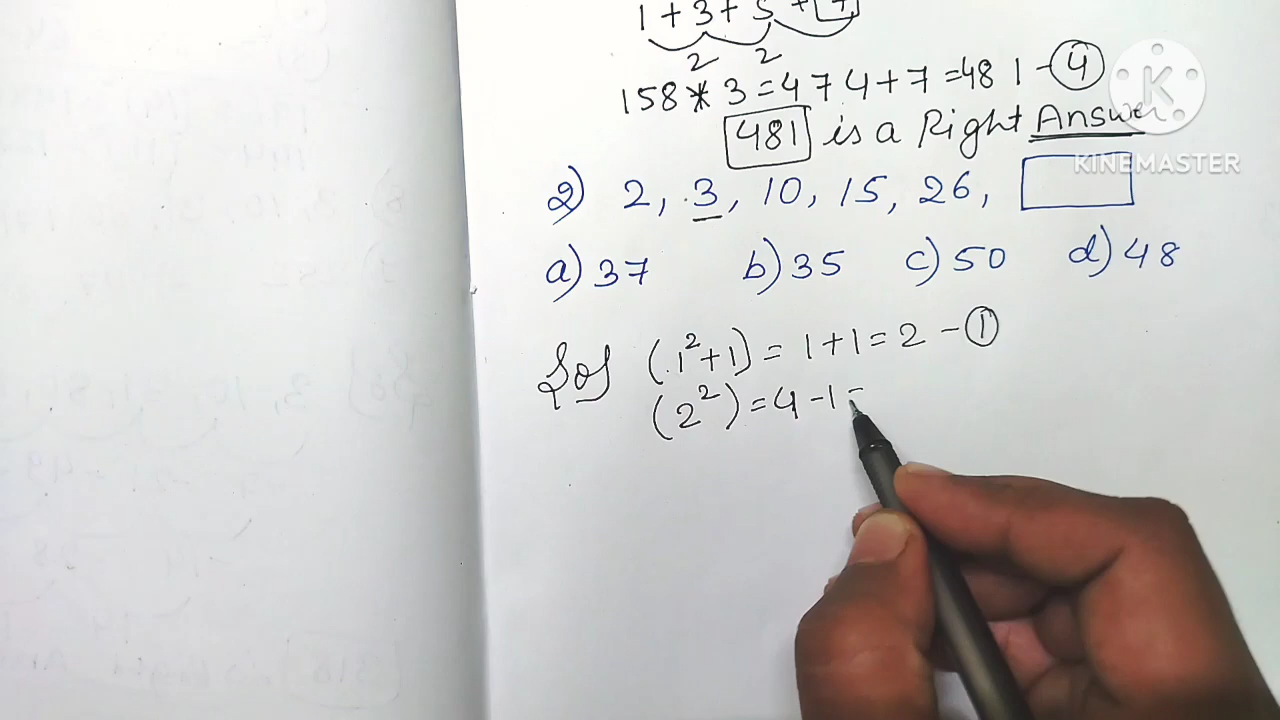 1 + 3 + 5 + 7
2 2
158 * 3 = 474 + 7 = 481 - 4
481 is a Right Answer
K
KINEMASTER
2) 2, 3, 10, 15, 26,
a) 37 b) 35 c) 50 d) 48
Sol (1² + 1) = 1 + 1 = 2 - 1
(2²) = 4 - 1 =